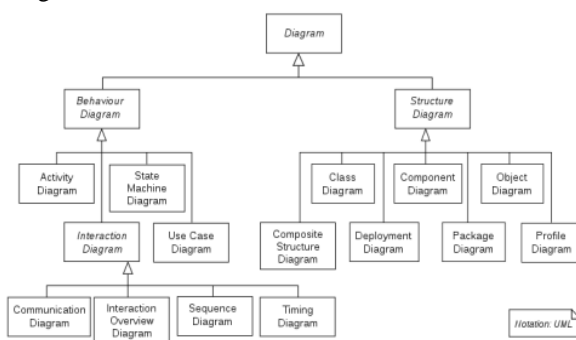 Diagram
Behaviour
Diagram
Structure
Diagram
Activity
Diagram
State
Machine
Diagram
Class
Diagram
Component
Diagram
Object
Diagram
Interaction
Diagram
Use Case
Diagram
Composite
Structure
Diagram
Deployment
Diagram
Package
Diagram
Profile
Diagram
Communication
Diagram
Interaction
Overview
Diagram
Sequence
Diagram
Timing
Diagram
Notation: UML